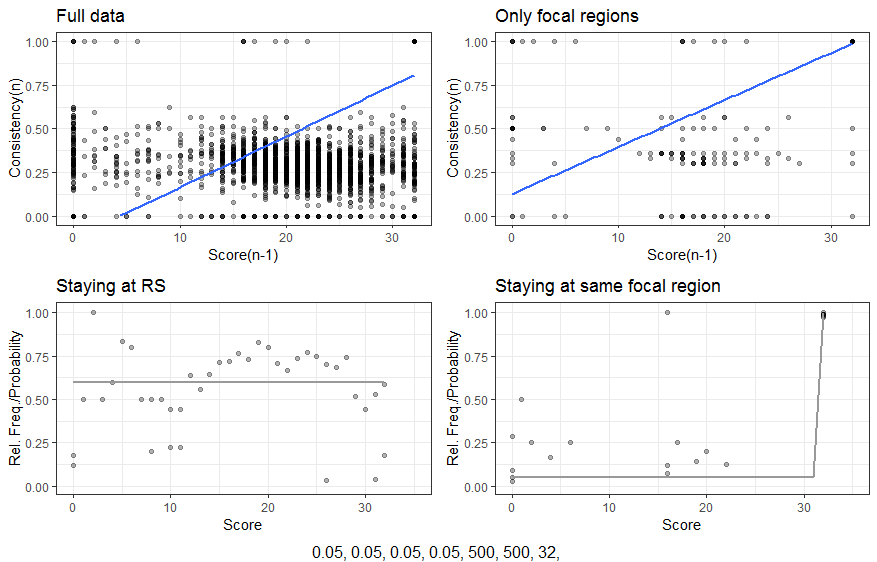 Full data
Only focal regions
1.00
0.75
0.50
0.25
0.00
Consistency(n)
0
10
20
30
Score(n-1)
1.00
0.75
0.50
0.25
0.00
Consistency(n)
0
10
20
30
Score(n-1)
Staying at RS
Staying at same focal region
1.00
0.75
0.50
0.25
0.00
Rel. Freq./Probability
0
10
20
30
Score
1.00
0.75
0.50
0.25
0.00
Rel. Freq./Probability
0
10
20
30
Score
0.05, 0.05, 0.05, 0.05, 500, 500, 32,